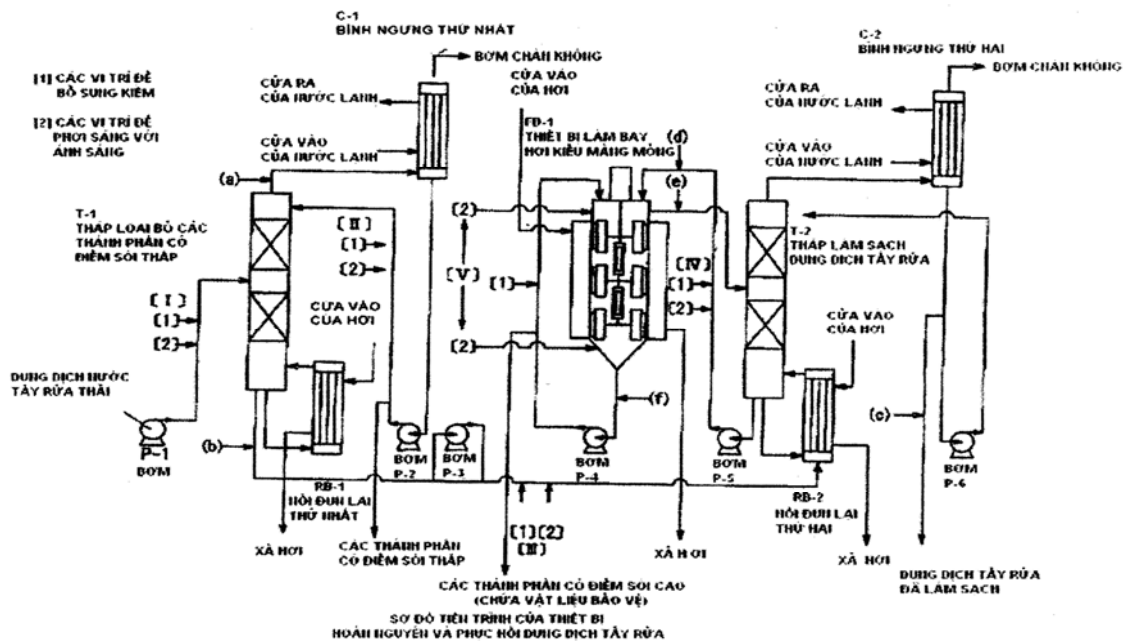 C-1
BÌNH NGƯNG THỨ NHẤT
BƠM CHÂN KHÔNG
CỬA VÀO
CỦA HƠI
C-2
BÌNH NGƯNG THỨ HAI
BƠM CHÂN KHÔNG
[1] CÁC VỊ TRÍ ĐỂ
BỔ SUNG KIỀM
[2] CÁC VỊ TRÍ ĐỂ
PHƠI SÁNG VỚI
ÁNH SÁNG
CỬA RA
CỦA NƯỚC LẠNH
CỬA VÀO
CỦA NƯỚC LẠNH
(a)
FD-1
THIẾT BỊ LÀM BAY
HƠI KIỂU MÀNG MỎNG
(d)
(e)
CỬA RA
CỦA NƯỚC LẠNH
CỬA VÀO
CỦA NƯỚC LẠNH
T-1
THÁP LOẠI BỎ CÁC
THÀNH PHẦN CÓ
ĐIỂM SÔI THẤP
[I]
[1]
[2]
[II]
[1]
[2]
[2]
[V]
[2]
[1]
[IV]
[1]
[2]
T-2
THÁP LÀM SẠCH
DUNG DỊCH TẨY RỬA
CỬA VÀO
CỦA HƠI
CỬA VÀO
CỦA HƠI
DUNG DỊCH NƯỚC
TẨY RỬA THẢI
P-1
BƠM
(b)
(f)
(c)
BƠM
P-2
BƠM
P-3
BƠM
P-4
BƠM
P-5
BƠM
P-6
RB-1
NỒI ĐUN LẠI
THỨ NHẤT
RB-2
NỒI ĐUN LẠI
THỨ HAI
[1] [2]
[III]
XẢ HƠI
CÁC THÀNH PHẦN
CÓ ĐIỂM SÔI THẤP
XẢ HƠI
XẢ HƠI
DUNG DỊCH TẨY RỬA
ĐÃ LÀM SẠCH
CÁC THÀNH PHẦN CÓ ĐIỂM SÔI CAO
(CHỨA VẬT LIỆU BẢO VỆ)
SƠ ĐỒ TIẾN TRÌNH CỦA THIẾT BỊ
HOÀN NGUYÊN VÀ PHỤC HỒI DUNG DỊCH TẨY RỬA